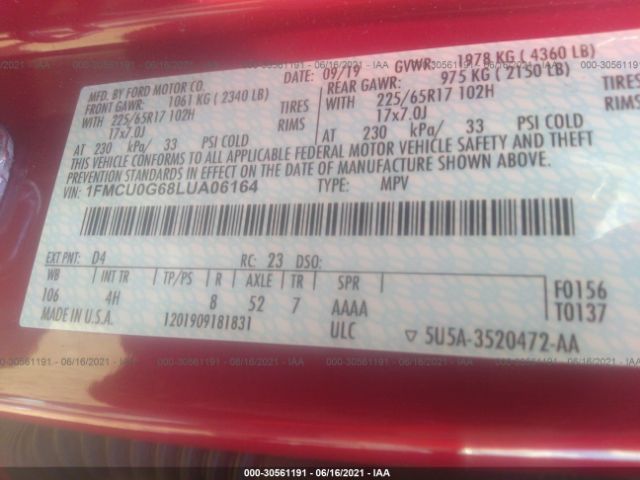 MFD. BY FORD MOTOR CO.
DATE: 09/19 GVWR: 1978 KG ( 4360 LB)
FRONT GAWR: 1061 KG ( 2340 LB) REAR GAWR: 975 KG ( 2150 LB)
WITH 225/65R17 102H TIRES WITH 225/65R17 102H TIRES
17x7.0J RIMS 17x7.0J RIMS
AT 230 kPa/ 33 PSI COLD AT 230 kPa/ 33 PSI COLD
THIS VEHICLE CONFORMS TO ALL APPLICABLE FEDERAL MOTOR VEHICLE SAFETY AND THEFT
PREVENTION STANDARDS IN EFFECT ON THE DATE OF MANUFACTURE SHOWN ABOVE.
VIN: 1FMCU0G68LUA06164 TYPE: MPV
EXT PNT: D4 RC: 23 DSO:
WB INT TR TP/PS R AXLE TR SPR
106 4H 8 52 7 AAAA
F0156
T0137
MADE IN U.S.A. 1201909181831 ULC ▽ 5U5A-3520472-AA
000-30561191 - 06/16/2021 - IAA